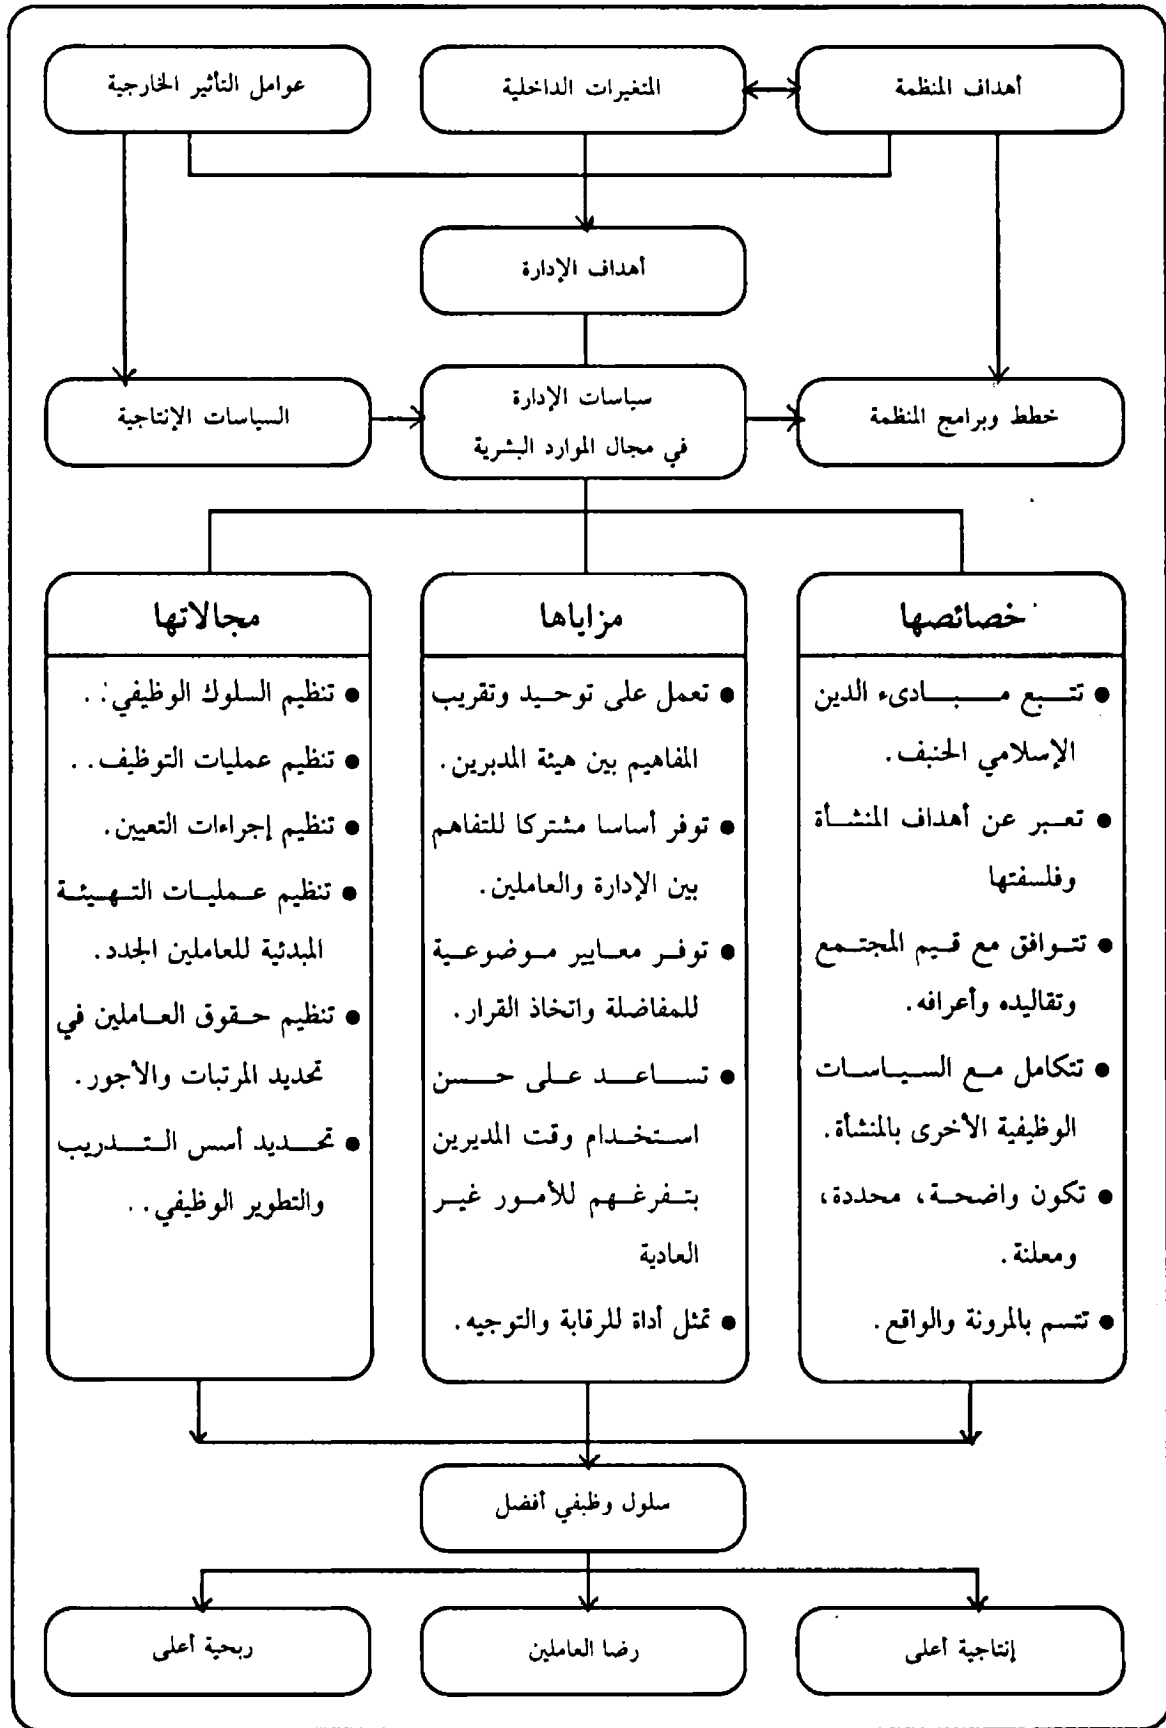 أهداف المنظمة
المتغيرات الداخلية
عوامل التأثير الخارجية
أهداف الإدارة
خطط وبرامج المنظمة
سياسات الإدارة
في مجال الموارد البشرية
السياسات الإنتاجية
خصائصها
● تتبع مبادىء الدين
الإسلامي الحنيف.
● تعبر عن أهداف المنشأة
وفلسفتها
● تتوافق مع قيم المجتمع
وتقاليده وأعرافه.
● تتكامل مع السياسات
الوظيفية الأخرى بالمنشأة.
● تكون واضحة، محددة،
ومعلنة.
● تتسم بالمرونة والواقع.
مزاياها
● تعمل على توحيد وتقريب
المفاهيم بين هيئة المديرين.
● توفر أساسا مشتركا للتفاهم
بين الإدارة والعاملين.
● توفر معايير موضوعية
للمفاضلة واتخاذ القرار.
● تساعد على حسن
استخدام وقت المديرين
بتفرغهم للأمور غير
العادية
● تمثل أداة للرقابة والتوجيه.
مجالاتها
● تنظيم السلوك الوظيفي..
● تنظيم عمليات التوظيف..
● تنظيم إجراءات التعيين.
● تنظيم عمليات التهيئة
المبدئية للعاملين الجدد.
● تنظيم حقوق العاملين في
تحديد المرتبات والأجور.
● تحديد أسس التدريب
والتطوير الوظيفي..
سلول وظيفي أفضل
إنتاجية أعلى
رضا العاملين
ربحية أعلى